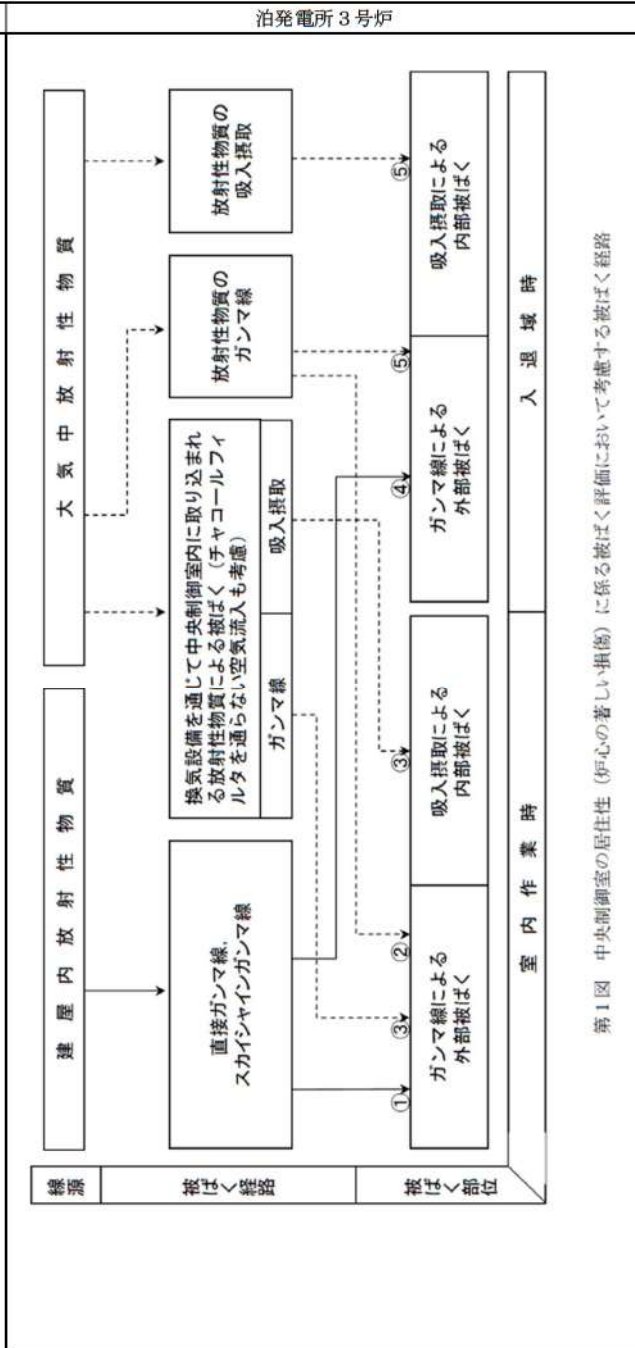 泊発電所3号炉
線源
建屋内放射性物質
大気中放射性物質
被ばく経路
直接ガンマ線,
スカイシャインガンマ線
換気設備を通じて中央制御室内に取り込まれ
る放射性物質による被ばく（チャコールフィ
ルタを通らない空気流入も考慮）
ガンマ線
吸入摂取
放射性物質の
ガンマ線
放射性物質の
吸入摂取
被ばく部位
①
③
②
ガンマ線による
外部被ばく
③
吸入摂取による
内部被ばく
④
⑤
ガンマ線による
外部被ばく
⑤
吸入摂取による
内部被ばく
室内作業時
入退域時
第1図 中央制御室の居住性（炉心の著しい損傷）に係る被ばく評価において考慮する被ばく経路